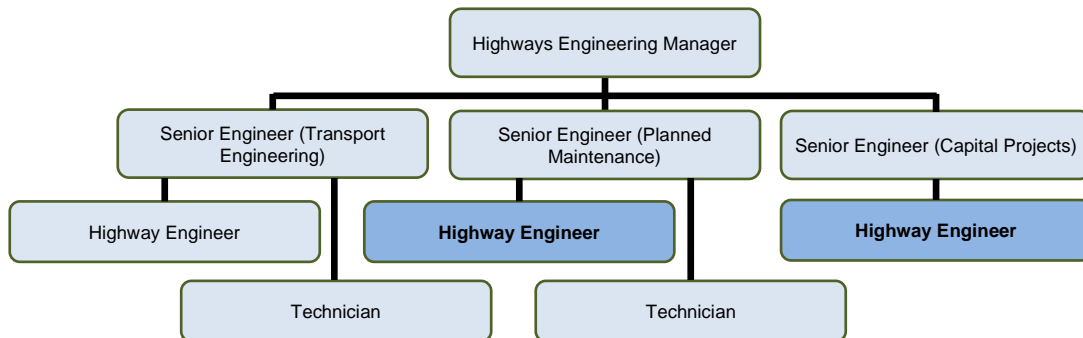 Highways Engineering Manager
Senior Engineer (Transport
Engineering)
Senior Engineer (Planned
Maintenance)
Senior Engineer (Capital Projects)
Highway Engineer
Highway Engineer
Highway Engineer
Technician
Technician